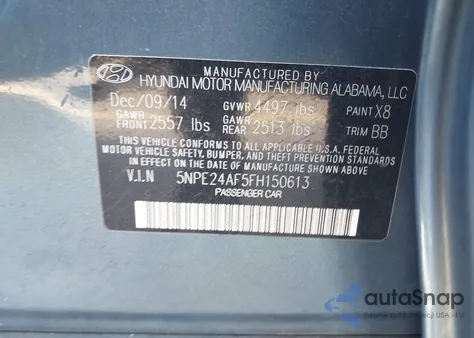 MANUFACTURED BY
HYUNDAI MOTOR MANUFACTURING ALABAMA, LLC
Dec/09/14 GVWR 4497 lbs PAINT X8
GAWR FRONT 2557 lbs GAWR REAR 2513 lbs TRIM BB
THIS VEHICLE CONFORMS TO ALL APPLICABLE U.S.A. FEDERAL
MOTOR VEHICLE SAFETY, BUMPER, AND THEFT PREVENTION
STANDARDS IN EFFECT ON THE DATE OF MANUFACTURE SHOWN ABOVE.
V.I.N 5NPE24AF5FH150613
PASSENGER CAR
autoSnap